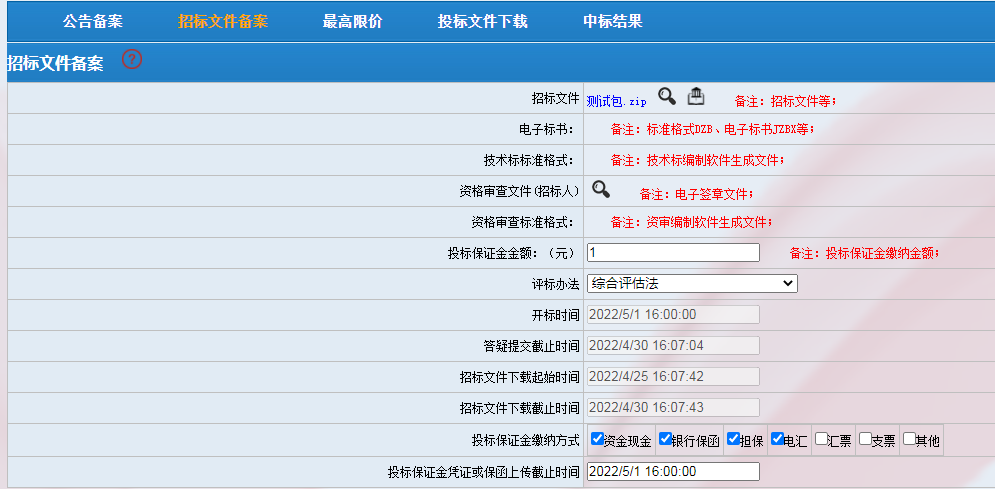 公告备案 招标文件备案 最高限价 投标文件下载 中标结果
招标文件备案 ?
招标文件 测试包.zip 备注：招标文件等；
电子标书： 备注：标准格式DZB、电子标书JZBX等；
技术标标准格式： 备注：技术标编制软件生成文件；
资格审查文件(招标人) 备注：电子签章文件；
资格审查标准格式： 备注：资审编制软件生成文件；
投标保证金金额：（元） 1 备注：投标保证金缴纳金额；
评标办法 综合评估法
开标时间 2022/5/1 16:00:00
答疑提交截止时间 2022/4/30 16:07:04
招标文件下载起始时间 2022/4/25 16:07:42
招标文件下载截止时间 2022/4/30 16:07:43
投标保证金缴纳方式 资金现金 银行保函 担保 电汇 汇票 支票 其他
投标保证金凭证或保函上传截止时间 2022/5/1 16:00:00